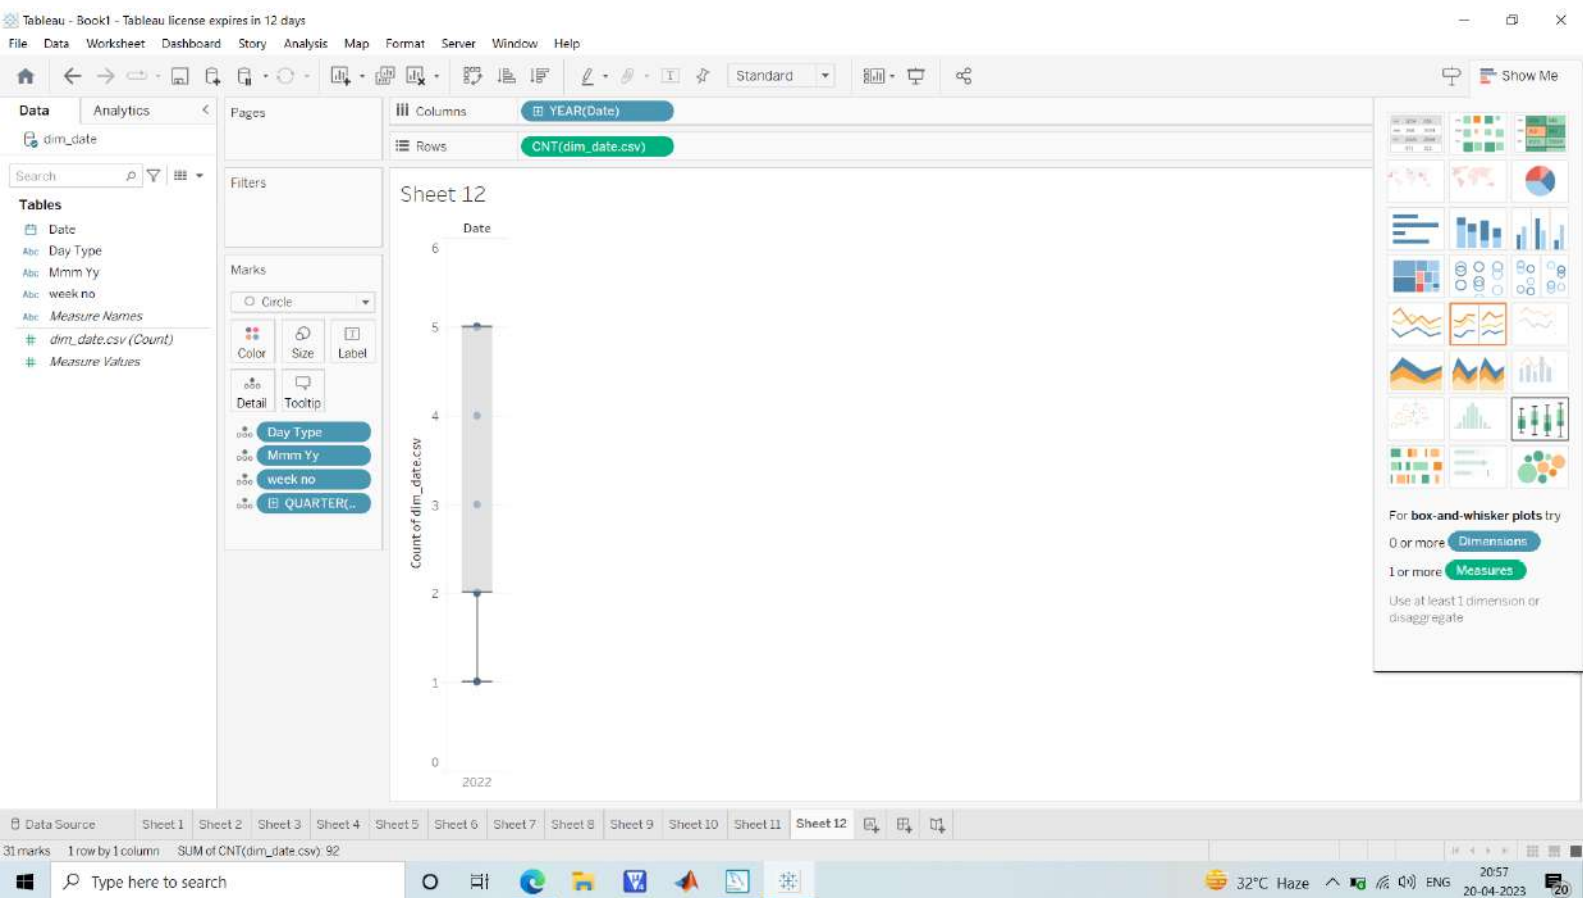 Tableau - Book1 - Tableau license expires in 12 days
File Data Worksheet Dashboard Story Analysis Map Format Server Window Help
Standard
Show Me
Data Analytics
dim_date
Search
Tables
Date
Abc Day Type
Abc Mmm Yy
Abc week no
Abc Measure Names
# dim_date.csv (Count)
# Measure Values
Pages
Filters
Marks
Circle
Color Size Label
Detail Tooltip
Day Type
Mmm Yy
week no
QUARTER(..
Columns YEAR(Date)
Rows CNT(dim_date.csv)
Sheet 12
Date
6
5
4
3
2
1
0
Count of dim_date.csv
2022
For box-and-whisker plots try
0 or more Dimensions
1 or more Measures
Use at least 1 dimension or
disaggregate
Data Source Sheet 1 Sheet 2 Sheet 3 Sheet 4 Sheet 5 Sheet 6 Sheet 7 Sheet 8 Sheet 9 Sheet 10 Sheet 11 Sheet 12
31 marks 1 row by 1 column SUM of CNT(dim_date.csv): 92
Type here to search
32°C Haze ENG
20:57
20-04-2023
20